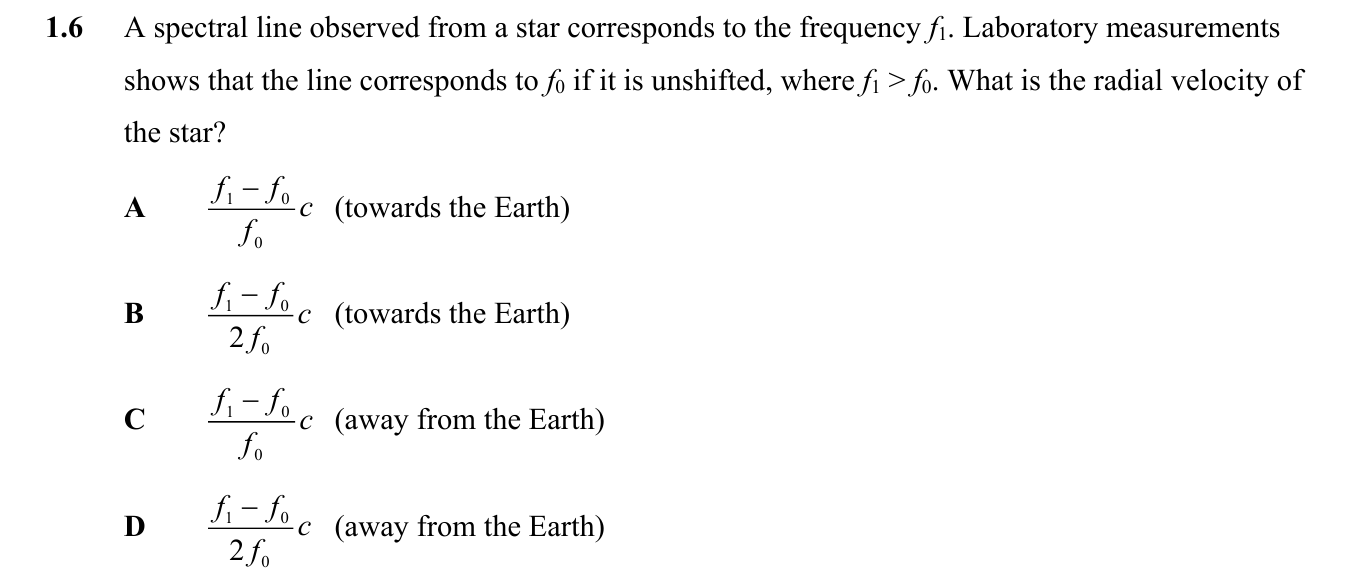 1.6 A spectral line observed from a star corresponds to the frequency f₁. Laboratory measurements
shows that the line corresponds to f₀ if it is unshifted, where f₁ > f₀. What is the radial velocity of
the star?
A (f₁ − f₀)/f₀ c (towards the Earth)
B (f₁ − f₀)/2f₀ c (towards the Earth)
C (f₁ − f₀)/f₀ c (away from the Earth)
D (f₁ − f₀)/2f₀ c (away from the Earth)